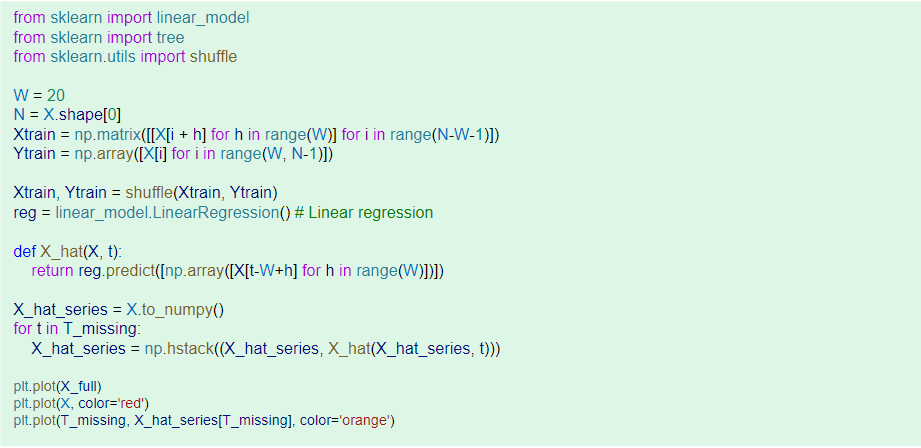 from sklearn import linear_model
from sklearn import tree
from sklearn.utils import shuffle

W = 20
N = X.shape[0]
Xtrain = np.matrix([[X[i + h] for h in range(W)] for i in range(N-W-1)])
Ytrain = np.array([X[i] for i in range(W, N-1)])

Xtrain, Ytrain = shuffle(Xtrain, Ytrain)
reg = linear_model.LinearRegression() # Linear regression

def X_hat(X, t):
    return reg.predict([np.array([X[t-W+h] for h in range(W)])])

X_hat_series = X.to_numpy()
for t in T_missing:
    X_hat_series = np.hstack((X_hat_series, X_hat(X_hat_series, t)))

plt.plot(X_full)
plt.plot(X, color='red')
plt.plot(T_missing, X_hat_series[T_missing], color='orange')